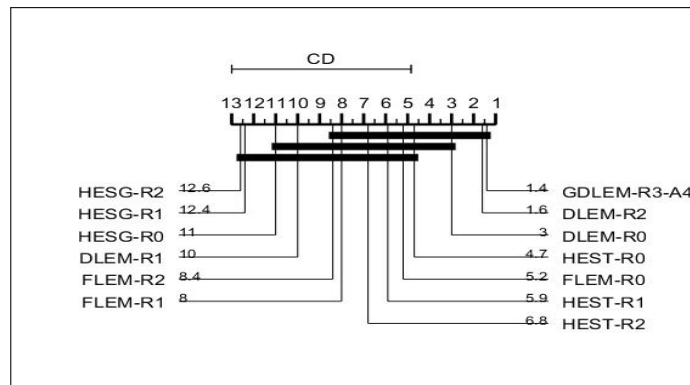 CD
13 12 11 10 9 8 7 6 5 4 3 2 1
HESG-R2 12.6 1.4 GDLEM-R3-A4
HESG-R1 12.4 1.6 DLEM-R2
HESG-R0 11 3 DLEM-R0
DLEM-R1 10 4.7 HEST-R0
FLEM-R2 8.4 5.2 FLEM-R0
FLEM-R1 8 5.9 HEST-R1
6.8 HEST-R2